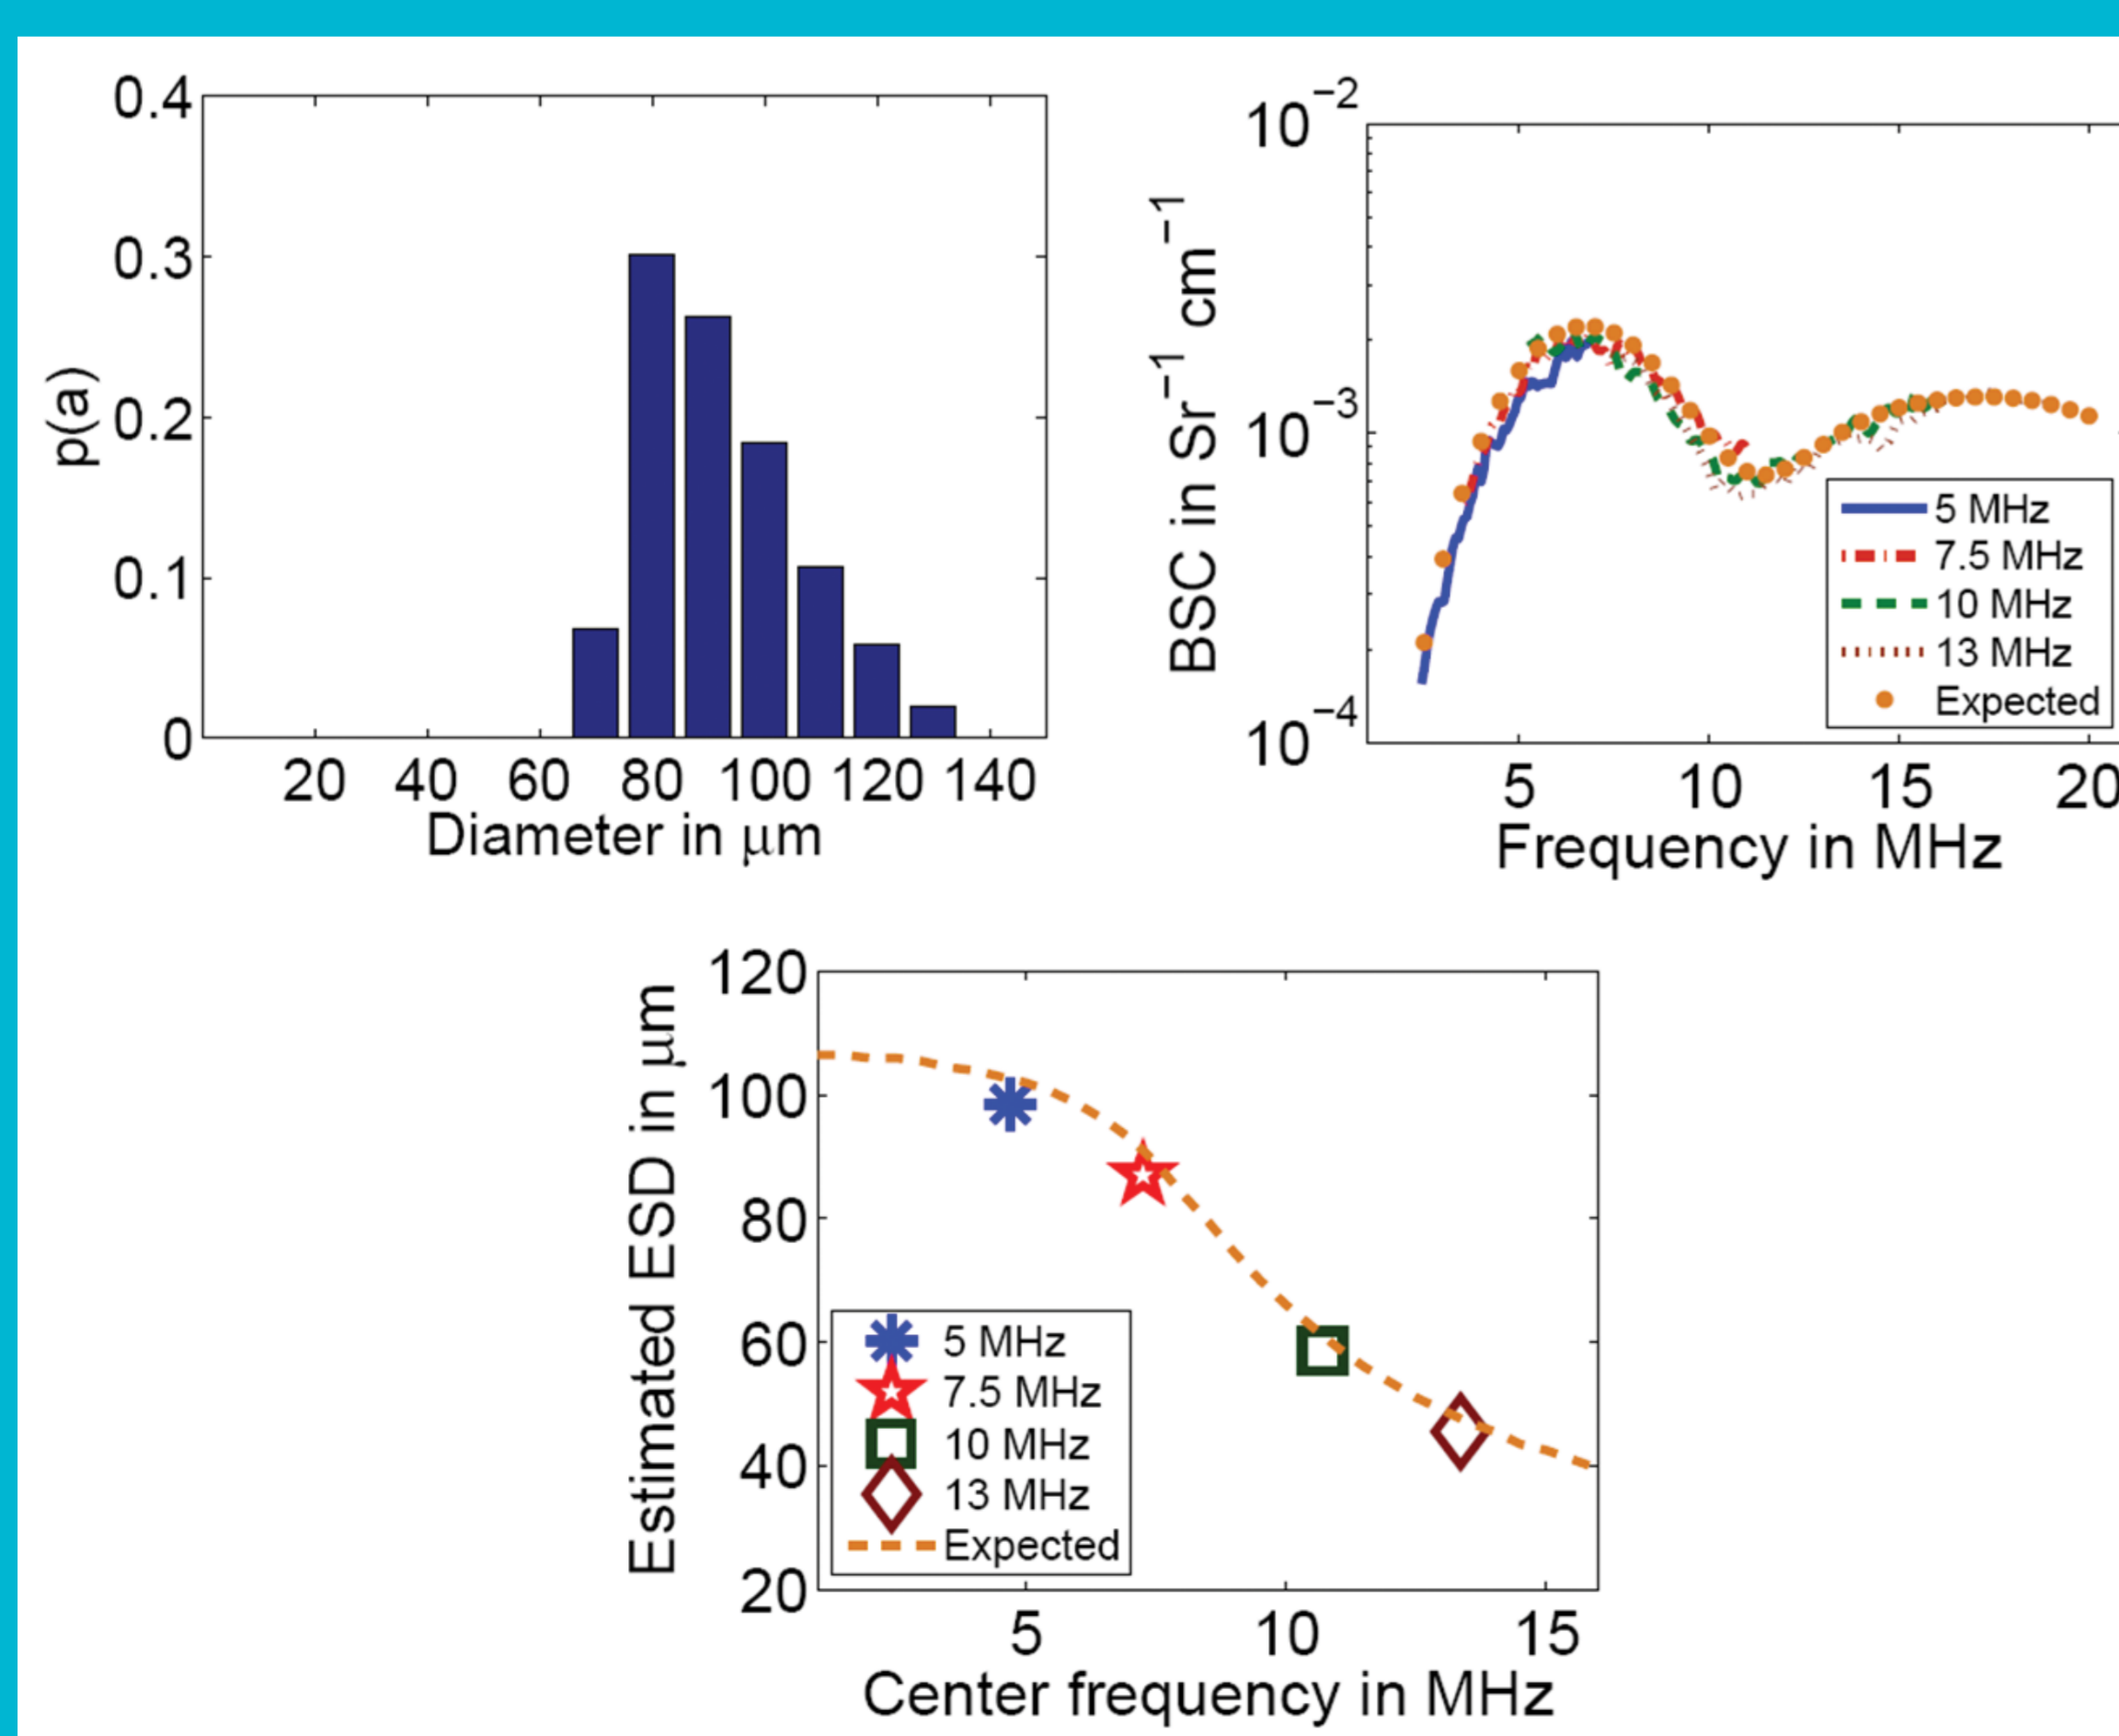 0.4
0.3
0.2
0.1
0
p(a)
20 40 60 80 100 120 140
Diameter in μm
10⁻²
10⁻³
10⁻⁴
BSC in Sr⁻¹ cm⁻¹
5 MHz
7.5 MHz
10 MHz
13 MHz
Expected
5 10 15 20
Frequency in MHz
120
100
80
60
40
20
Estimated ESD in μm
5 MHz
7.5 MHz
10 MHz
13 MHz
Expected
5 10 15
Center frequency in MHz